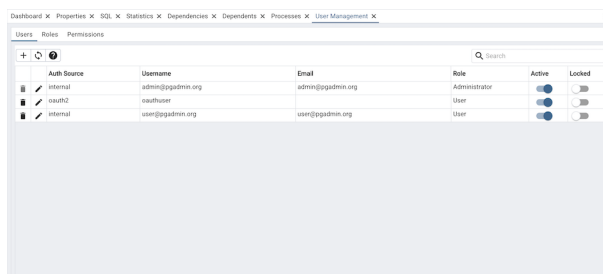 Dashboard Properties SQL Statistics Dependencies Dependents Processes User Management
Users Roles Permissions
Search
Auth Source Username Email Role Active Locked
internal admin@pgadmin.org admin@pgadmin.org Administrator
oauth2 oauthuser User
internal user@pgadmin.org user@pgadmin.org User